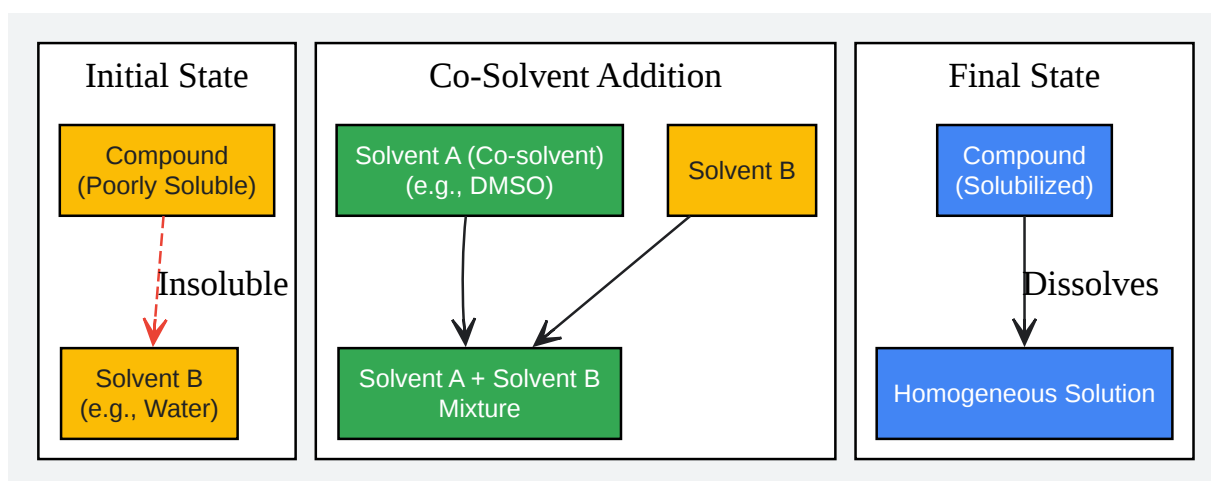 Initial State
Compound
(Poorly Soluble)
Insoluble
Solvent B
(e.g., Water)
Co-Solvent Addition
Solvent A (Co-solvent)
(e.g., DMSO)
Solvent B
Solvent A + Solvent B
Mixture
Final State
Compound
(Solubilized)
Dissolves
Homogeneous Solution